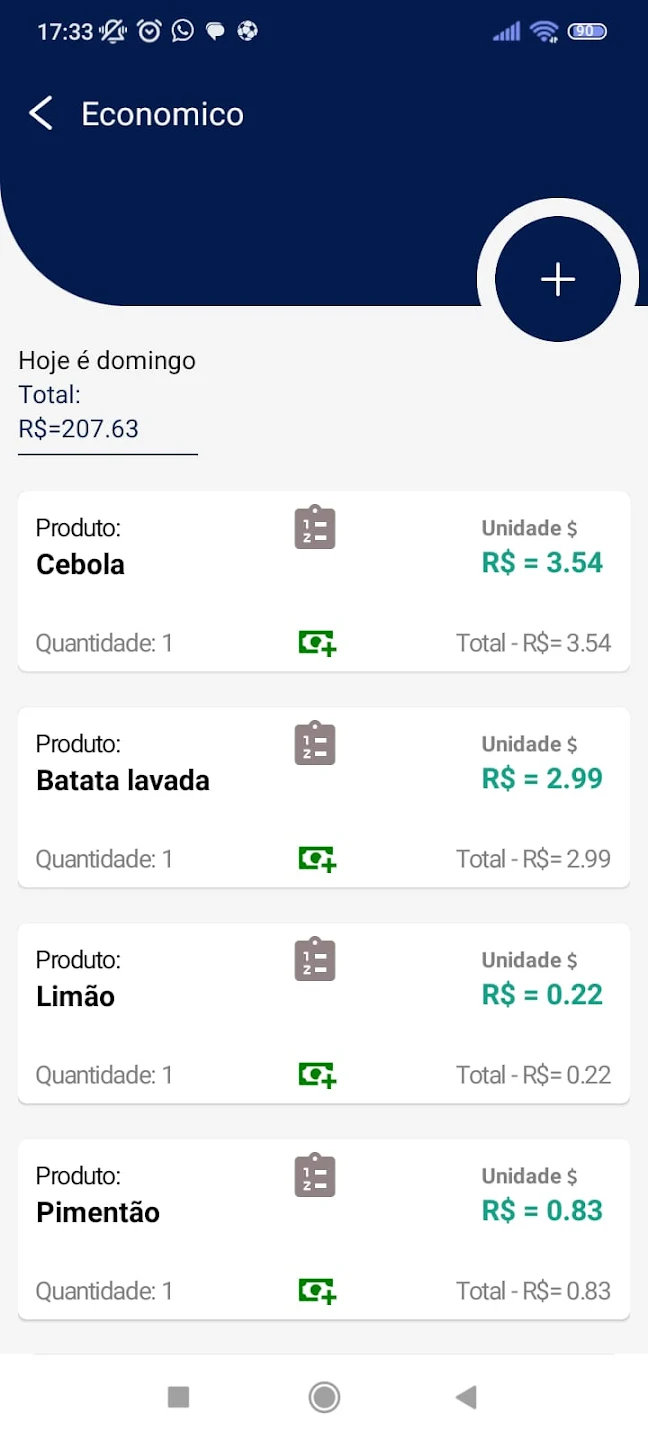 17:33 90
Economico
Hoje é domingo
Total:
R$=207.63
Produto: Unidade $
Cebola R$ = 3.54
Quantidade: 1 Total - R$= 3.54
Produto: Unidade $
Batata lavada R$ = 2.99
Quantidade: 1 Total - R$= 2.99
Produto: Unidade $
Limão R$ = 0.22
Quantidade: 1 Total - R$= 0.22
Produto: Unidade $
Pimentão R$ = 0.83
Quantidade: 1 Total - R$= 0.83